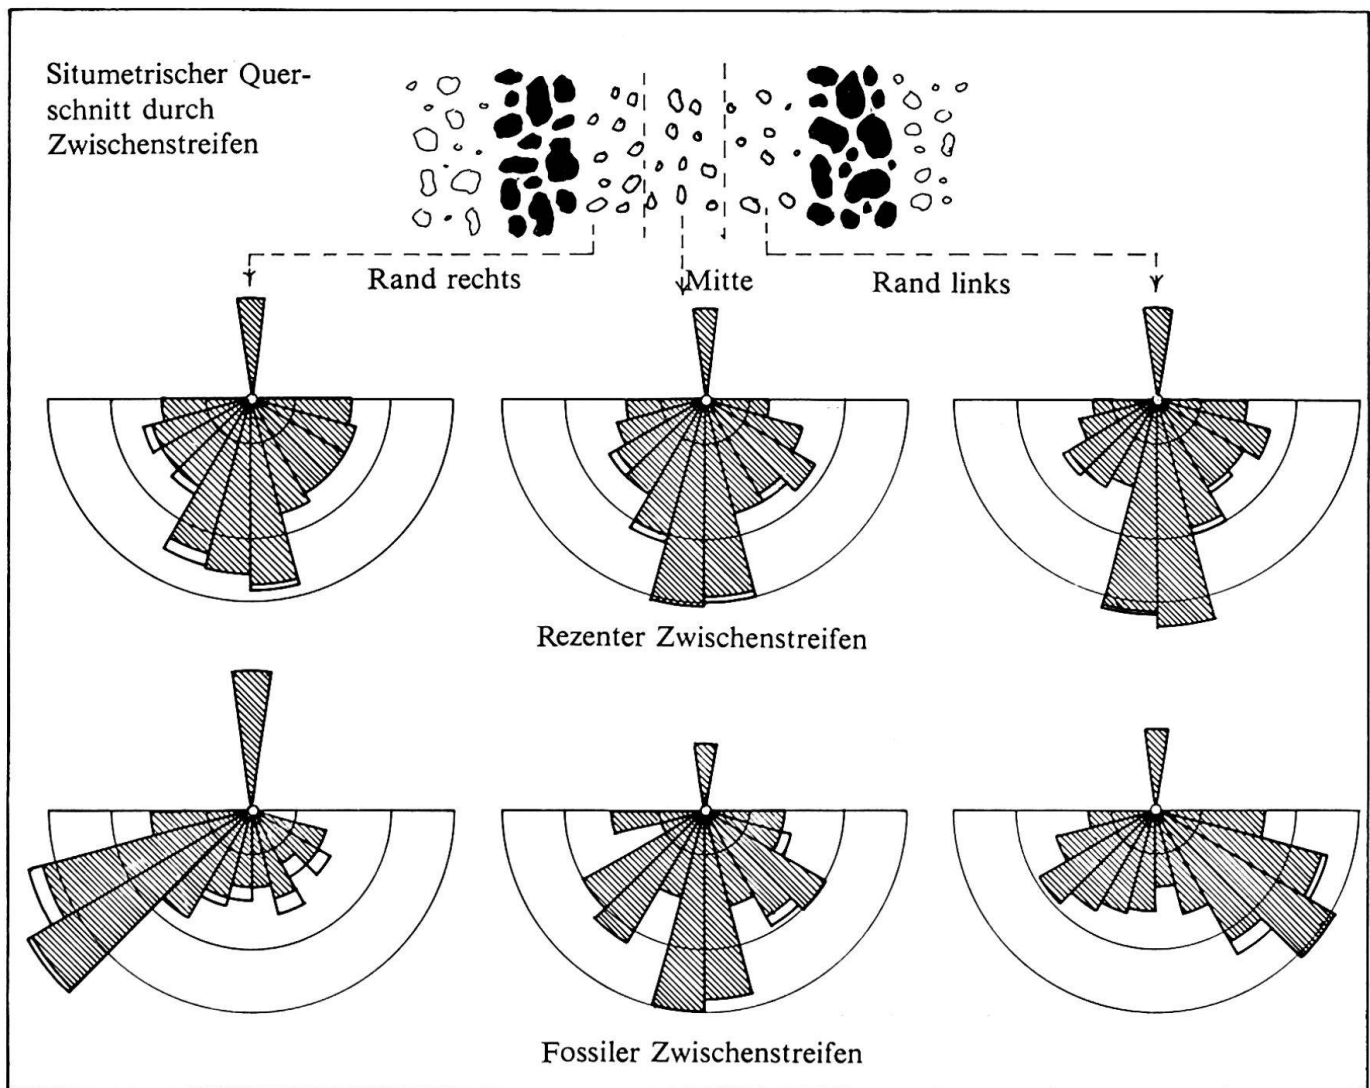 Situmetrischer Quer-
schnitt durch
Zwischenstreifen
Rand rechts
Mitte
Rand links
Rezenter Zwischenstreifen
Fossiler Zwischenstreifen